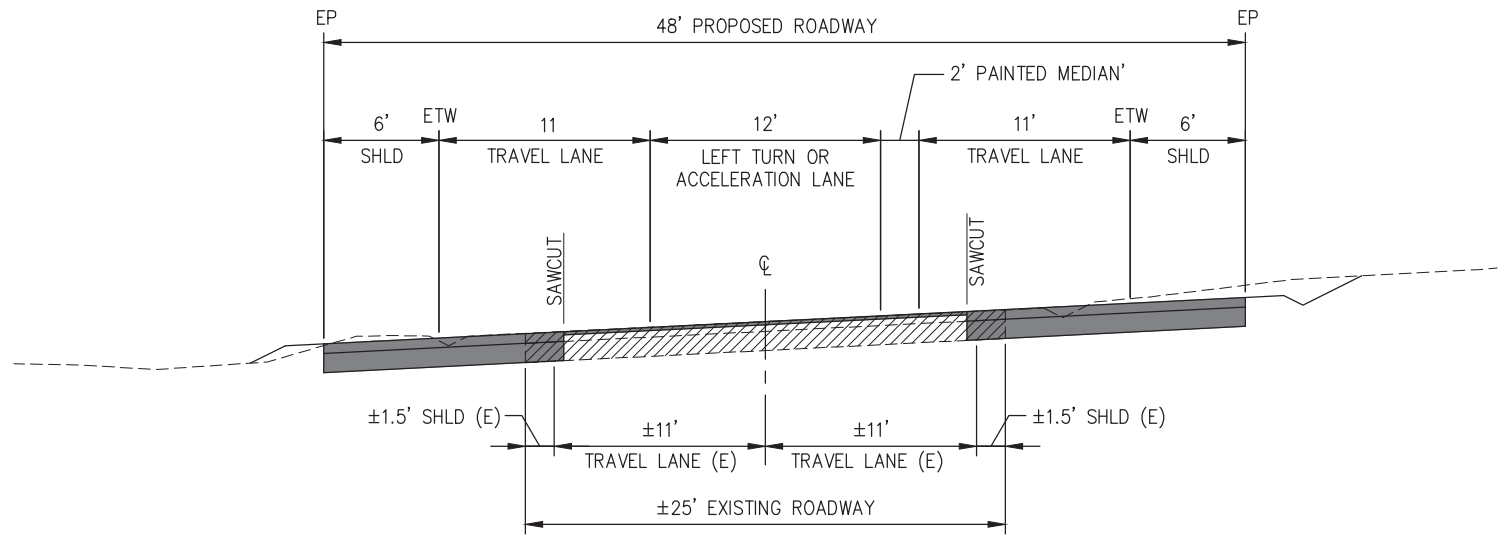 EP
EP
48' PROPOSED ROADWAY
2' PAINTED MEDIAN'
6'
ETW
11
12'
11'
ETW
6'
SHLD
TRAVEL LANE
LEFT TURN OR
ACCELERATION LANE
TRAVEL LANE
SHLD
SAWCUT
℄
SAWCUT
±1.5' SHLD (E)
±11'
±11'
±1.5' SHLD (E)
TRAVEL LANE (E)
TRAVEL LANE (E)
±25' EXISTING ROADWAY